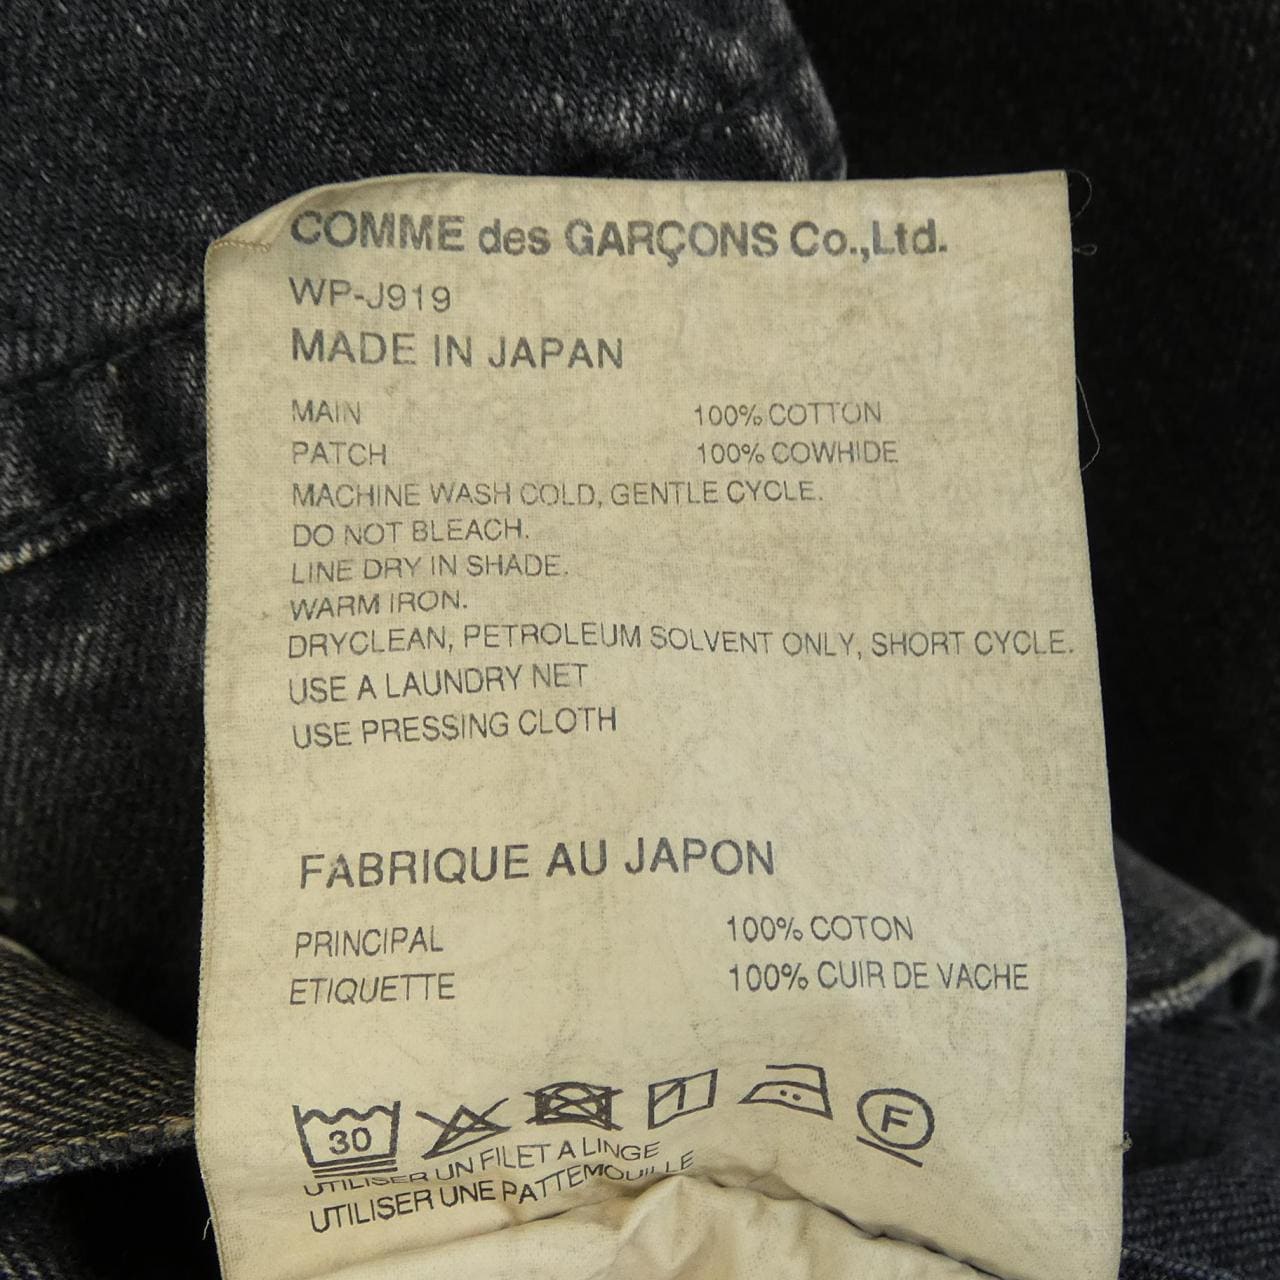 COMME des GARÇONS Co.,Ltd.
WP-J919
MADE IN JAPAN
MAIN 100% COTTON
PATCH 100% COWHIDE
MACHINE WASH COLD, GENTLE CYCLE.
DO NOT BLEACH.
LINE DRY IN SHADE.
WARM IRON.
DRYCLEAN, PETROLEUM SOLVENT ONLY, SHORT CYCLE.
USE A LAUNDRY NET
USE PRESSING CLOTH
FABRIQUE AU JAPON
PRINCIPAL 100% COTON
ETIQUETTE 100% CUIR DE VACHE
30 F
UTILISER UN FILET A LINGE
UTILISER UNE PATTEMOUILLE